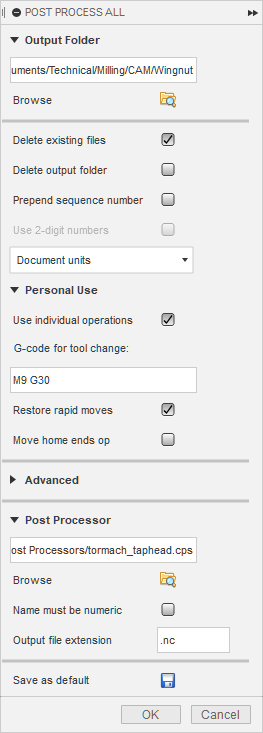 POST PROCESS ALL
Output Folder
uments/Technical/Milling/CAM/Wingnut
Browse
Delete existing files
Delete output folder
Prepend sequence number
Use 2-digit numbers
Document units
Personal Use
Use individual operations
G-code for tool change:
M9 G30
Restore rapid moves
Move home ends op
Advanced
Post Processor
ost Processors/tormach_taphead.cps
Browse
Name must be numeric
Output file extension .nc
Save as default
OK Cancel